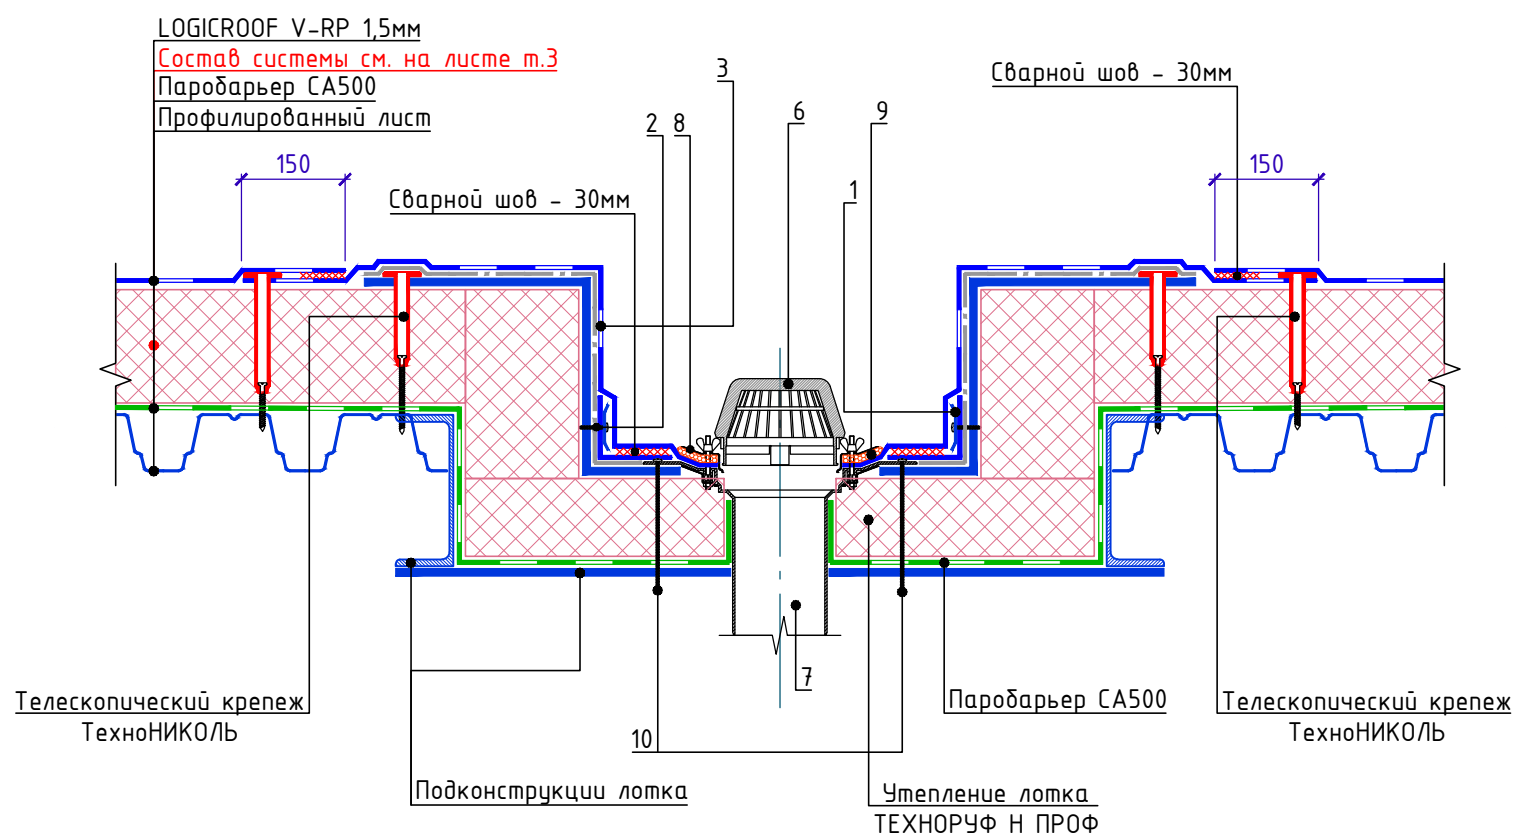 LOGICROOF V-RP 1,5мм
Состав системы см. на листе т.3
Паробарьер СА500
Профилированный лист
3
Сварной шов - 30мм
2
8
6
9
150
150
Сварной шов - 30мм
1
7
Телескопический крепеж
ТехноНИКОЛЬ
Паробарьер СА500
Телескопический крепеж
ТехноНИКОЛЬ
10
Подконструкции лотка
Утепление лотка
ТЕХНОРУФ Н ПРОФ